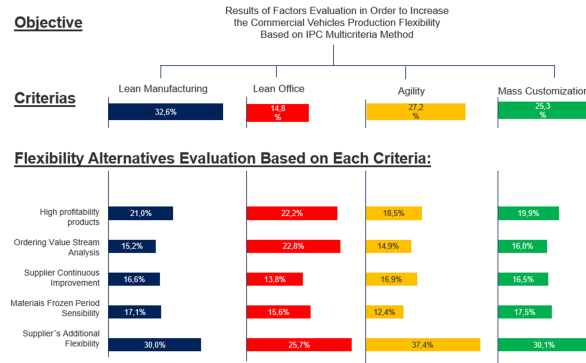 Objective
Results of Factors Evaluation in Order to Increase
the Commercial Vehicles Production Flexibility
Based on IPC Multicriteria Method
Lean Manufacturing
Lean Office
Agility
Mass Customization
Criterias
32,6%
14,8
%
27,2
%
25,3
%
Flexibility Alternatives Evaluation Based on Each Criteria:
High profitability
products
21,0%
22,2%
18,5%
19,9%
Ordering Value Stream
Analysis
15,2%
22,8%
14,9%
16,0%
Supplier Continuous
Improvement
16,6%
13,8%
16,9%
16,5%
Materials Frozen Period
Sensibility
17,1%
15,6%
12,4%
17,5%
Supplier´s Additional
Flexibility
30,0%
25,7%
37,4%
30,1%